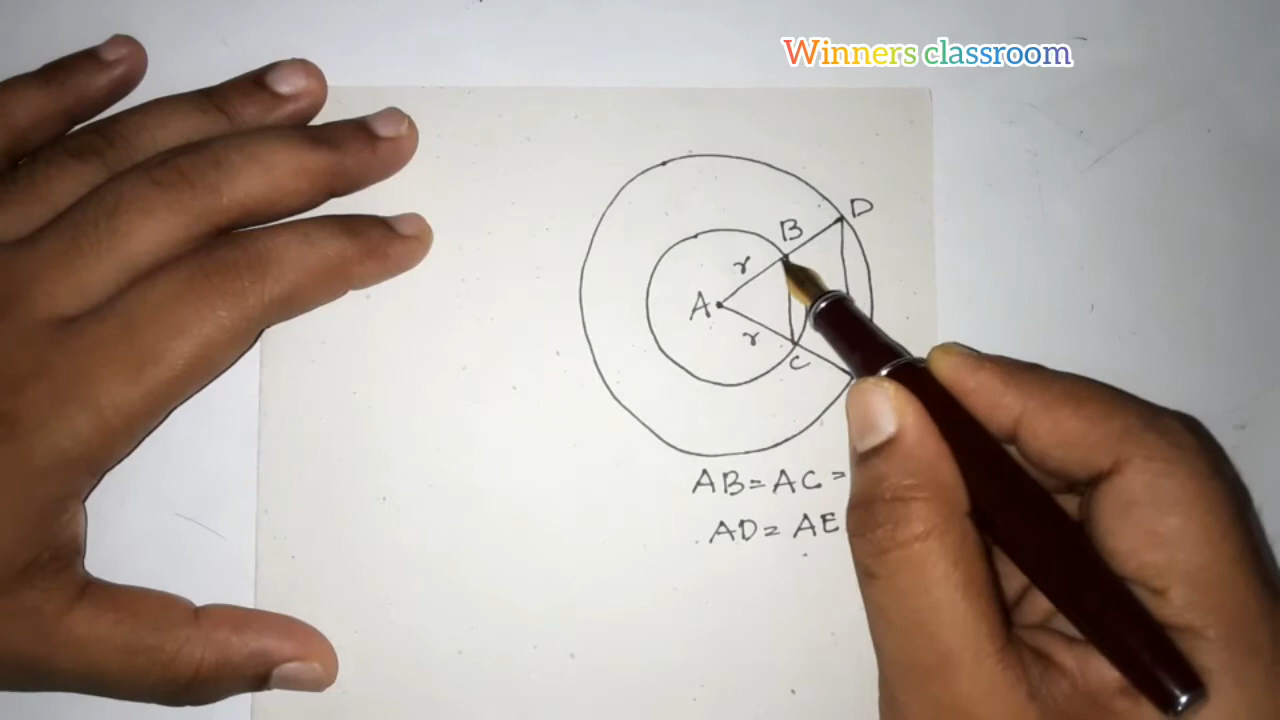 Winners classroom
D
B
r
A
r
C
AB = AC =
AD = AE